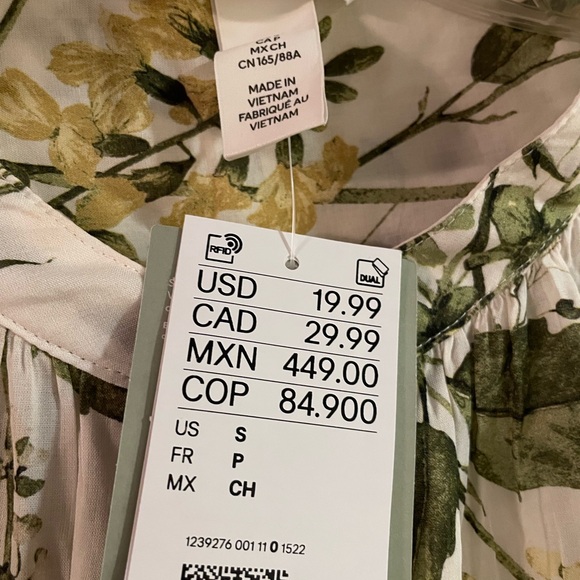 CA P
MX CH
CN 165/88A
MADE IN
VIETNAM
FABRIQUÉ AU
VIETNAM
RFID
DUAL
USD 19.99
CAD 29.99
MXN 449.00
COP 84.900
US S
FR P
MX CH
1239276 001 11 0 1522